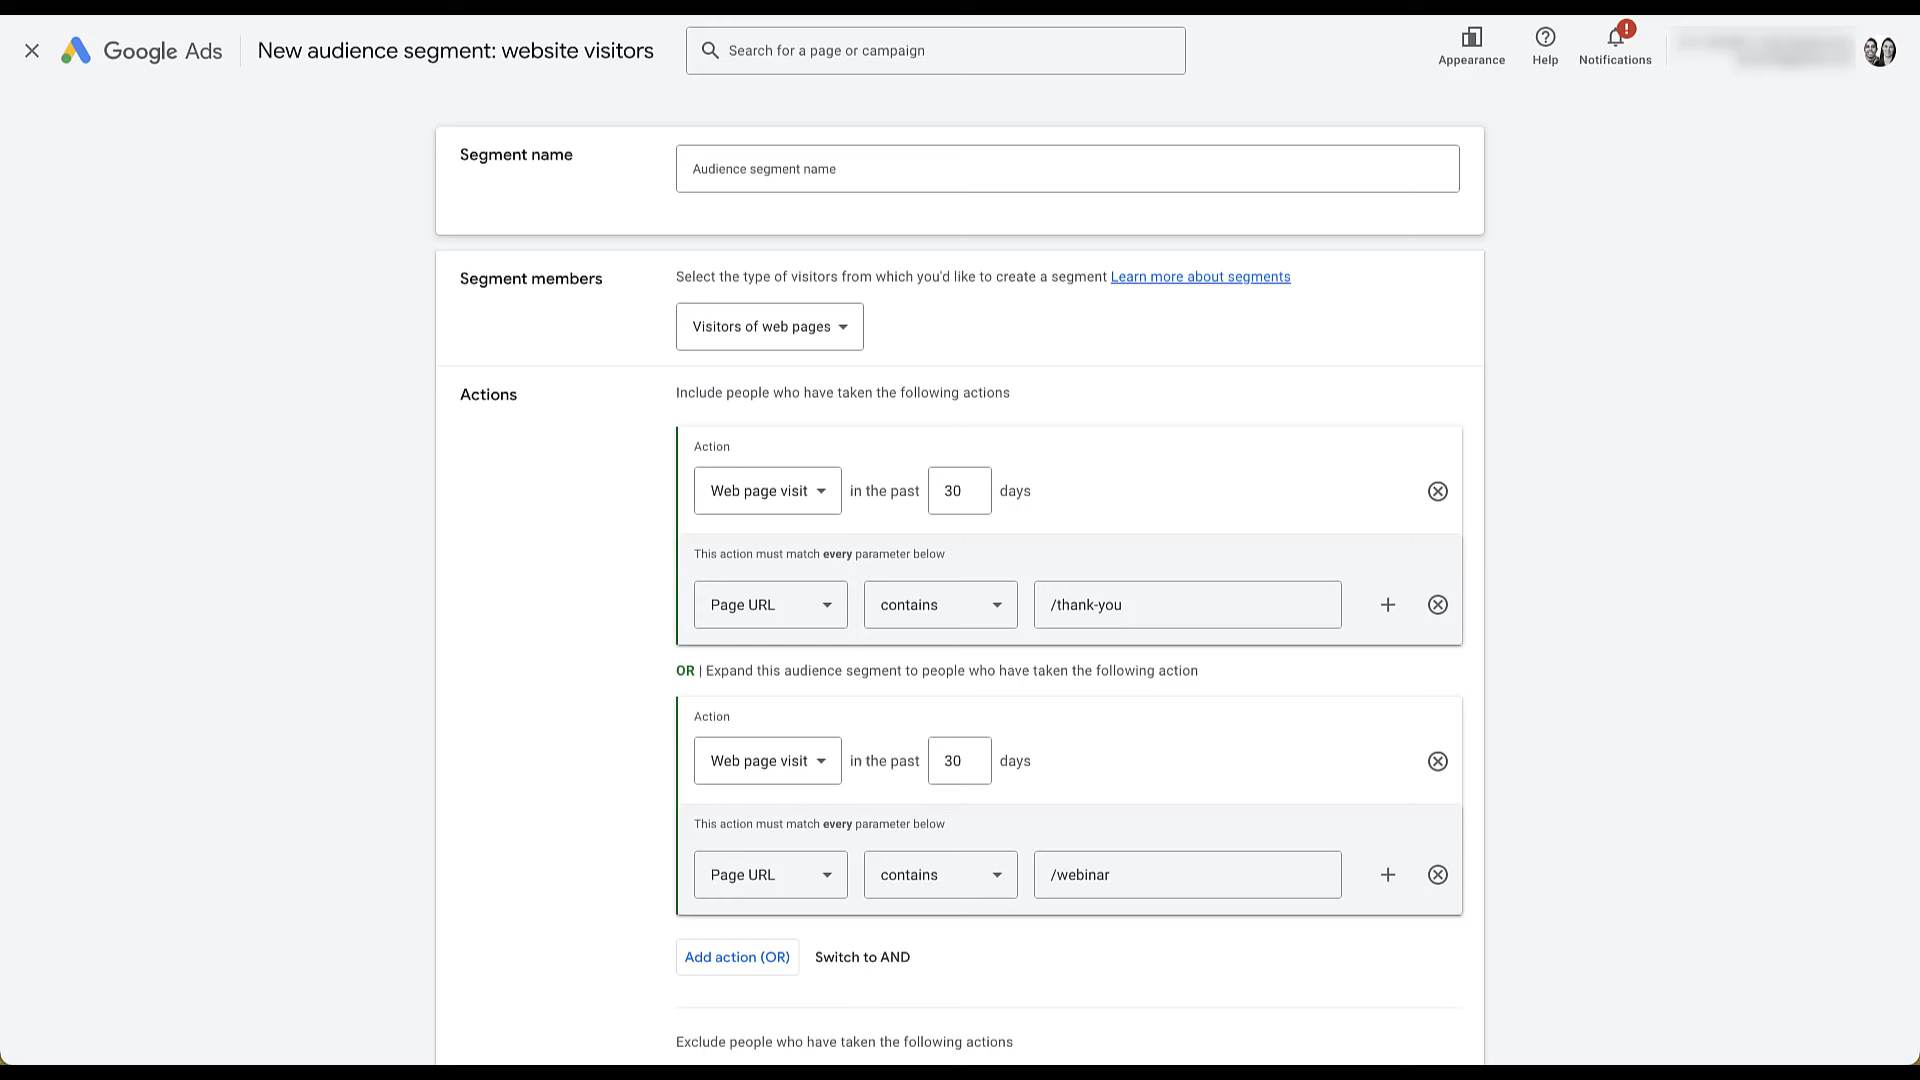 Google Ads
New audience segment: website visitors
Search for a page or campaign
Appearance
Help
!
Notifications
Segment name
Audience segment name
Segment members
Select the type of visitors from which you'd like to create a segment Learn more about segments
Visitors of web pages
Actions
Include people who have taken the following actions
Action
Web page visit in the past 30 days
This action must match every parameter below
Page URL contains /thank-you
OR | Expand this audience segment to people who have taken the following action
Action
Web page visit in the past 30 days
This action must match every parameter below
Page URL contains /webinar
Add action (OR) Switch to AND
Exclude people who have taken the following actions